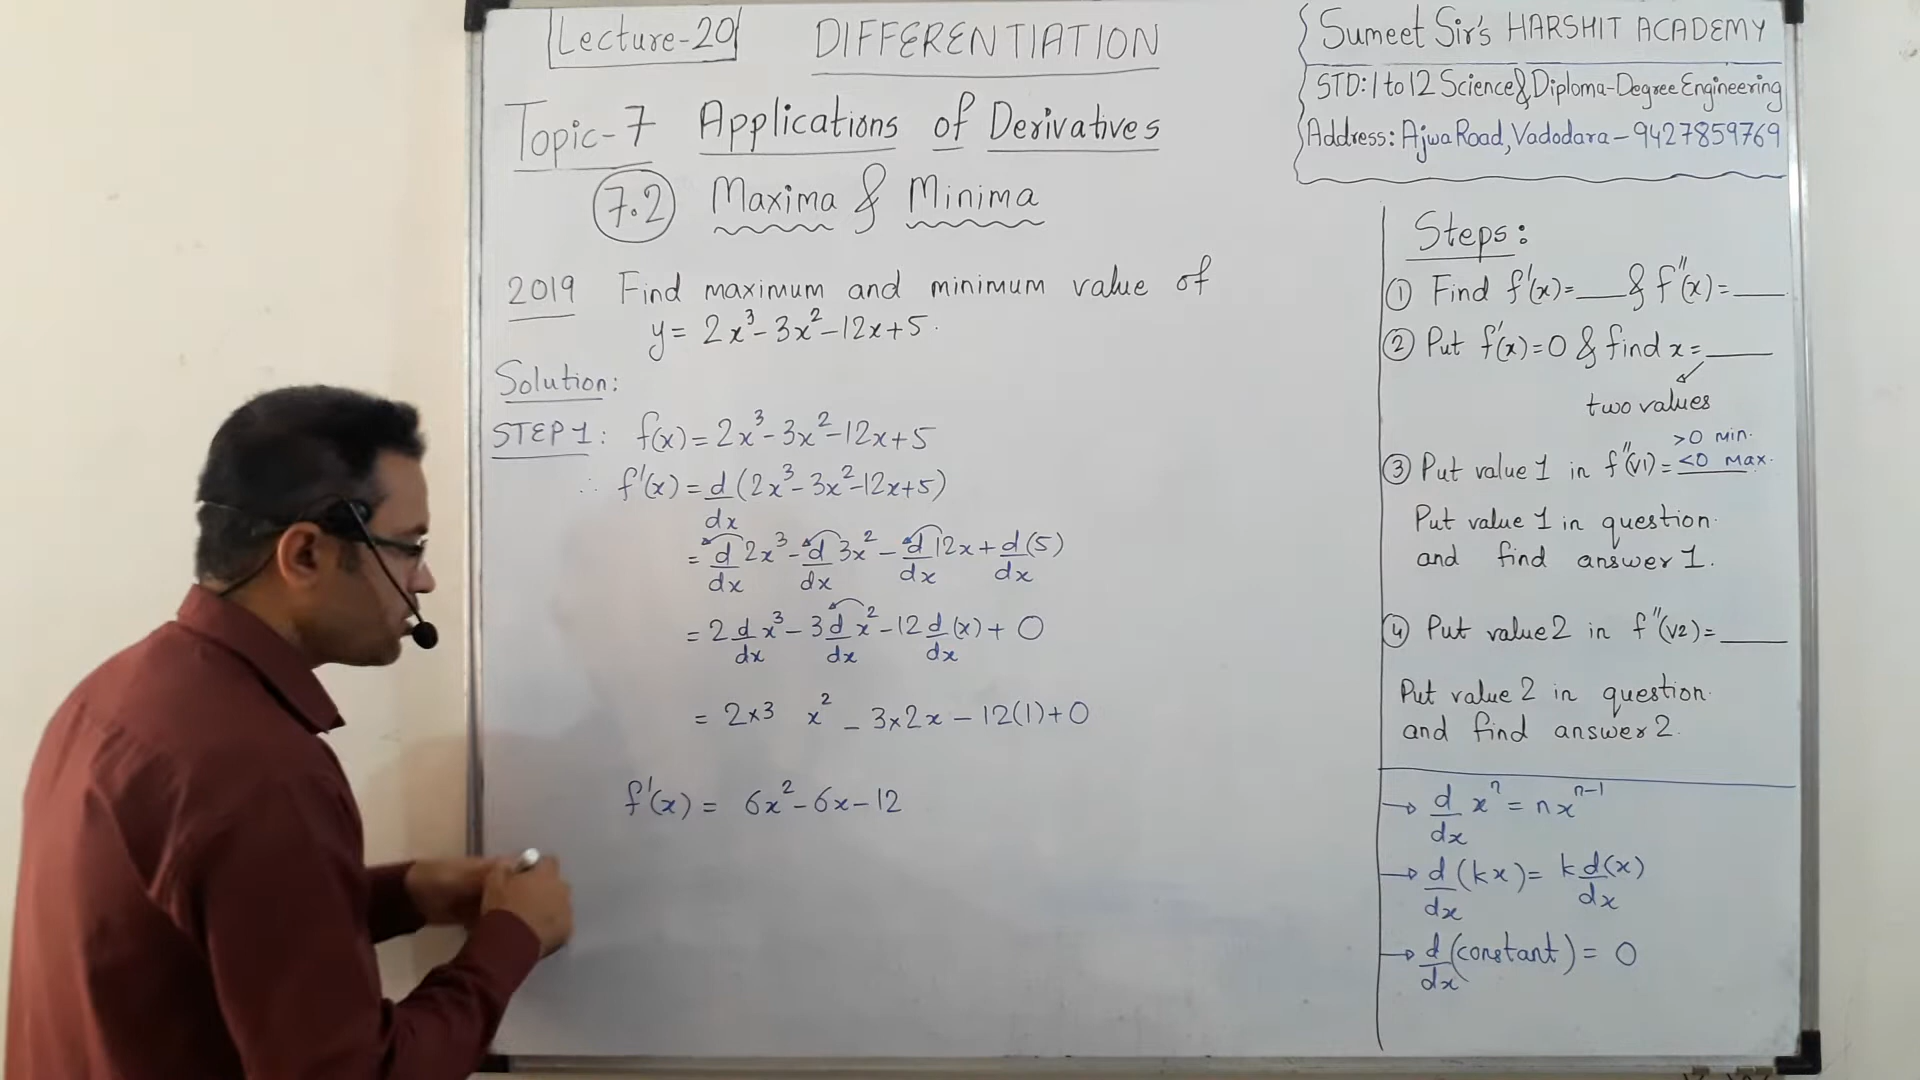 Lecture-20
DIFFERENTIATION
Topic-7 Applications of Derivatives
7.2 Maxima & Minima
2019 Find maximum and minimum value of
y = 2x³-3x²-12x+5.
Solution:
STEP 1: f(x) = 2x³-3x²-12x+5
∴ f'(x) = d/dx (2x³-3x²-12x+5)
= d/dx 2x³ - d/dx 3x² - d/dx 12x + d/dx (5)
= 2 d/dx x³ - 3 d/dx x² - 12 d/dx (x) + 0
= 2×3 x² - 3×2x - 12(1)+0
f'(x) = 6x²-6x-12
Sumeet Sir's HARSHIT ACADEMY
STD: 1 to 12 Science & Diploma-Degree Engineering
Address: Ajwa Road, Vadodara - 9427859769
Steps:
① Find f'(x)=___ & f''(x)=___
② Put f'(x)=0 & find x=___
two values
>0 min.
③ Put value 1 in f''(v1) = <0 max.
Put value 1 in question
and find answer 1.
④ Put value 2 in f''(v2)=___
Put value 2 in question
and find answer 2.
→ d/dx xⁿ = nxⁿ⁻¹
→ d/dx (kx) = k d/dx (x)
→ d/dx (constant) = 0